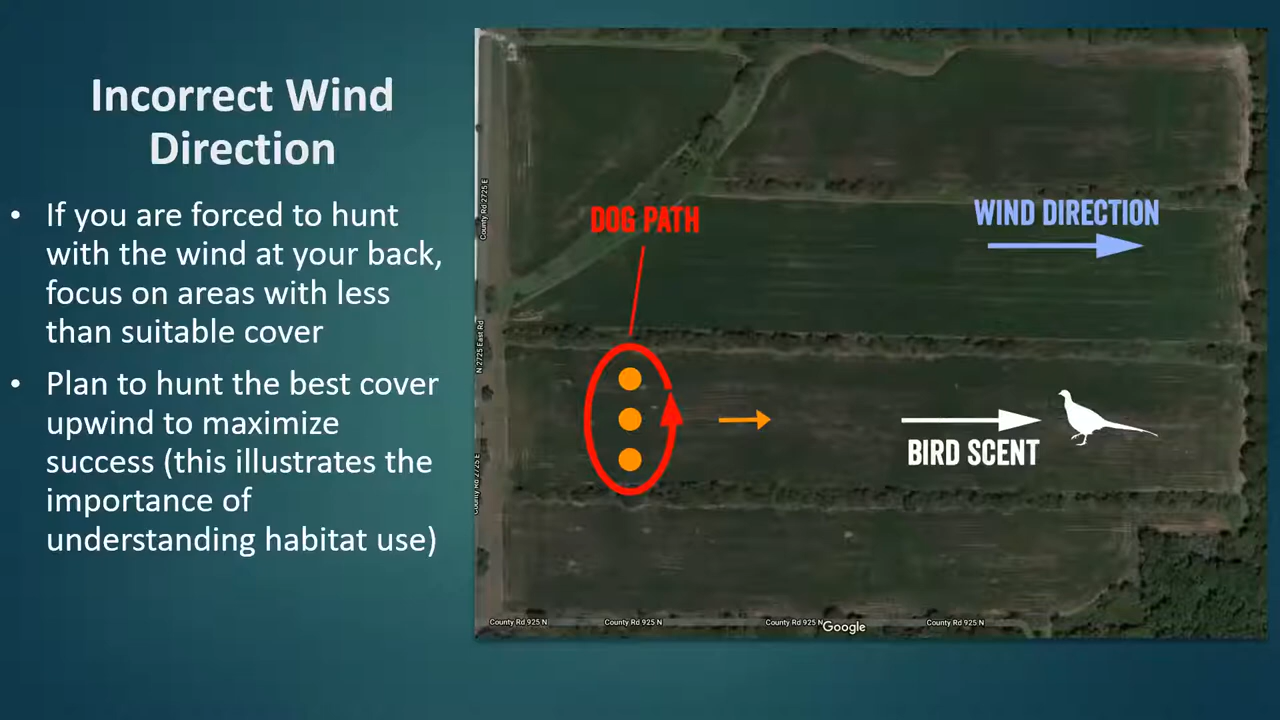 Incorrect Wind
Direction
• If you are forced to hunt
with the wind at your back,
focus on areas with less
than suitable cover
• Plan to hunt the best cover
upwind to maximize
success (this illustrates the
importance of
understanding habitat use)
DOG PATH
WIND DIRECTION
BIRD SCENT
County Rd 2725 E
N 2725 East Rd
County Rd 2725 E
County Rd 925 N
County Rd 925 N
County Rd 925 N
Google
County Rd 925 N